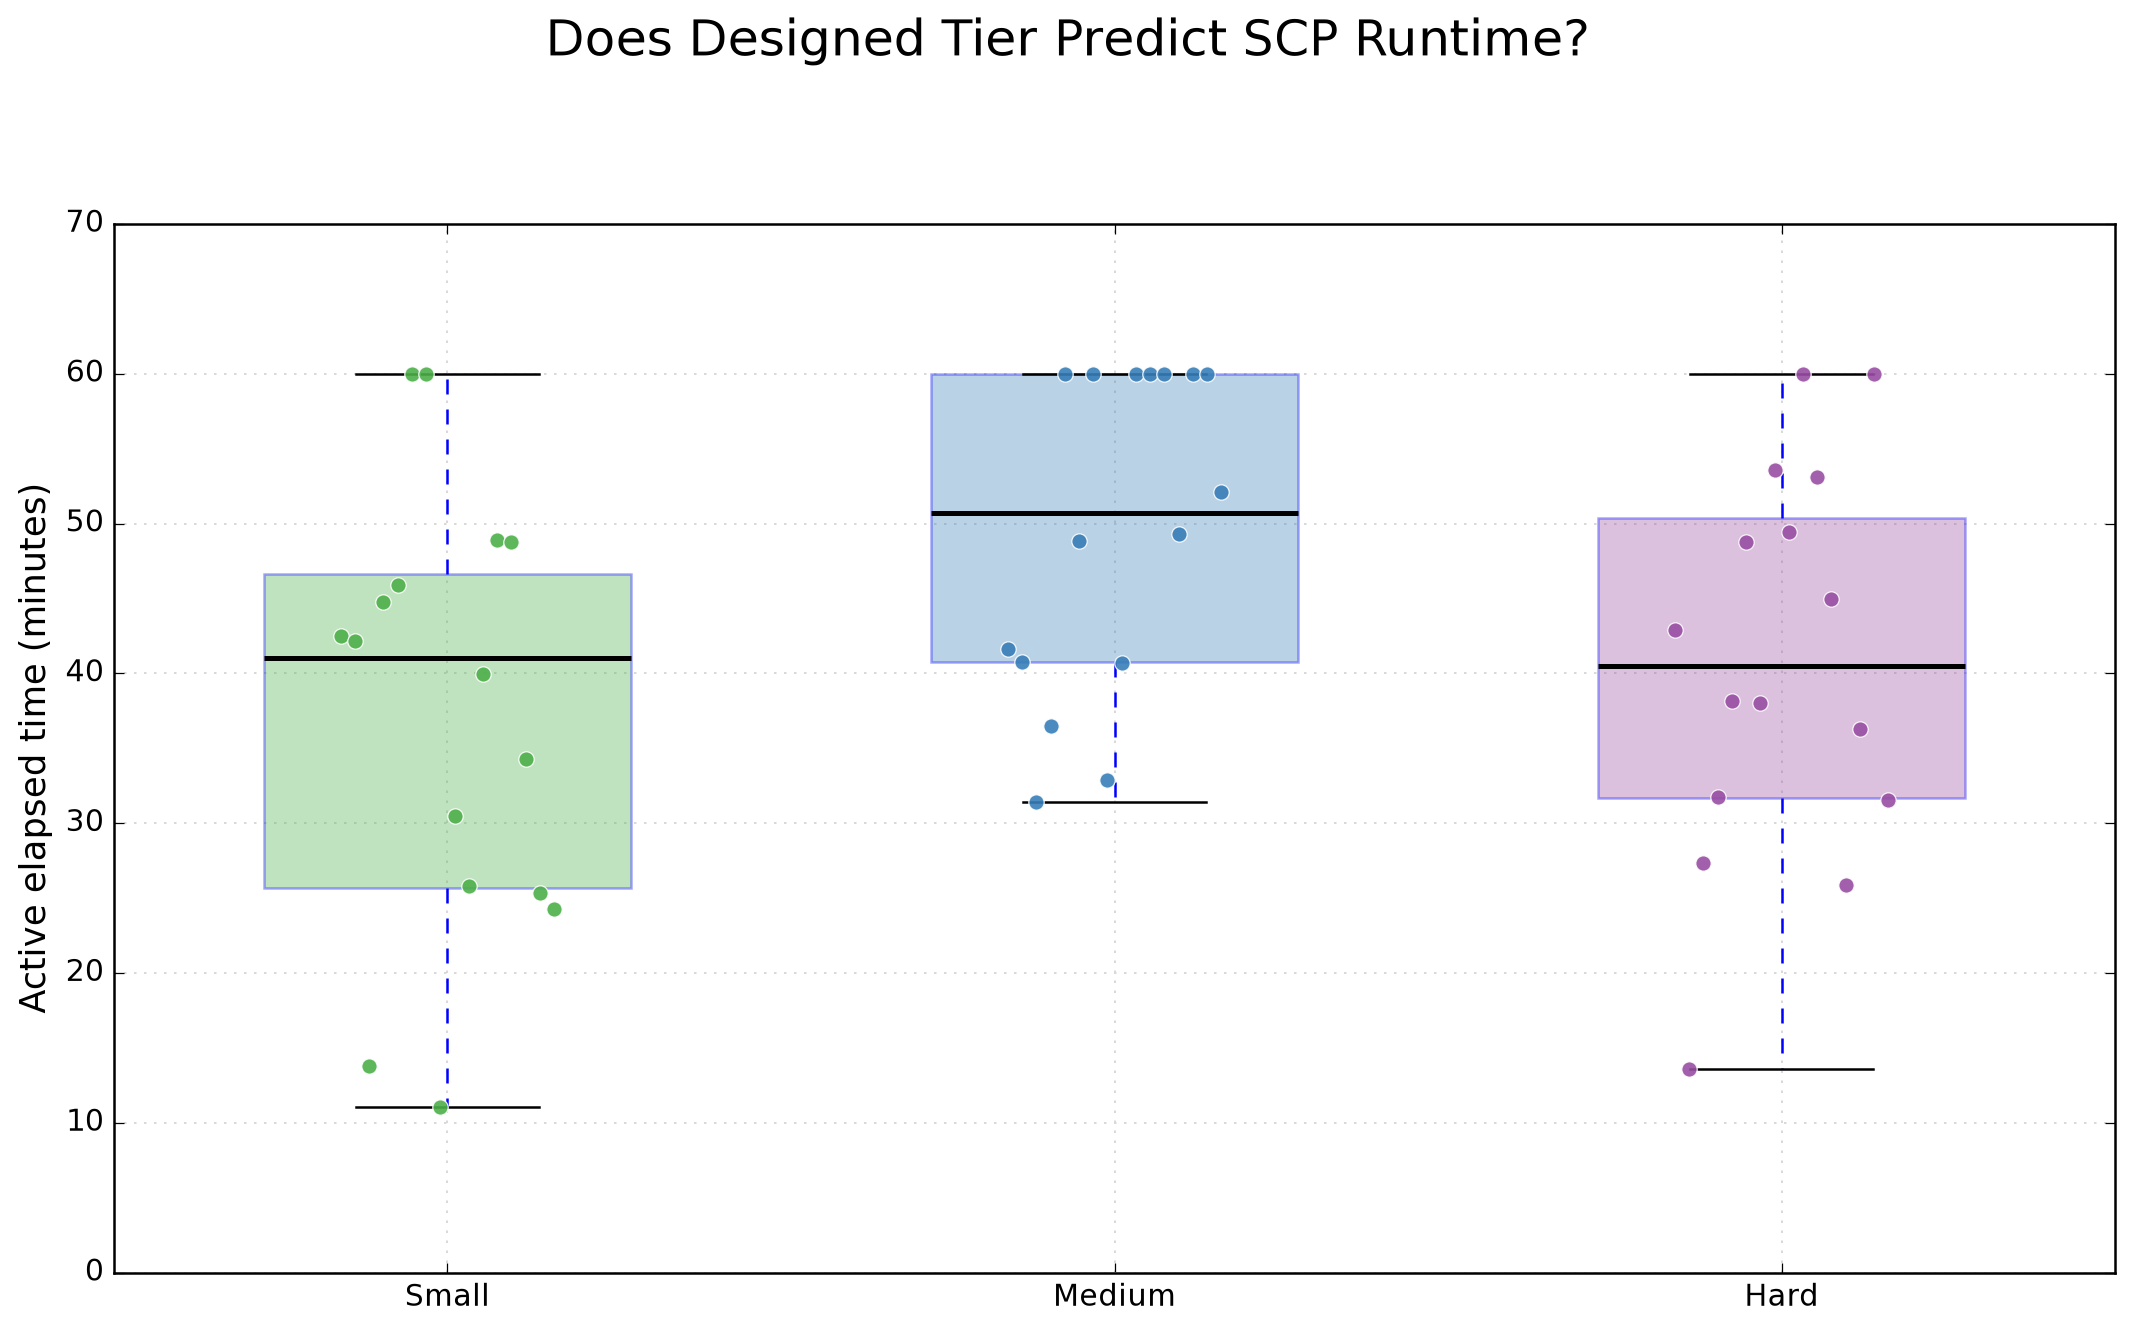 Does Designed Tier Predict SCP Runtime?
Active elapsed time (minutes)
70
60
50
40
30
20
10
0
Small
Medium
Hard